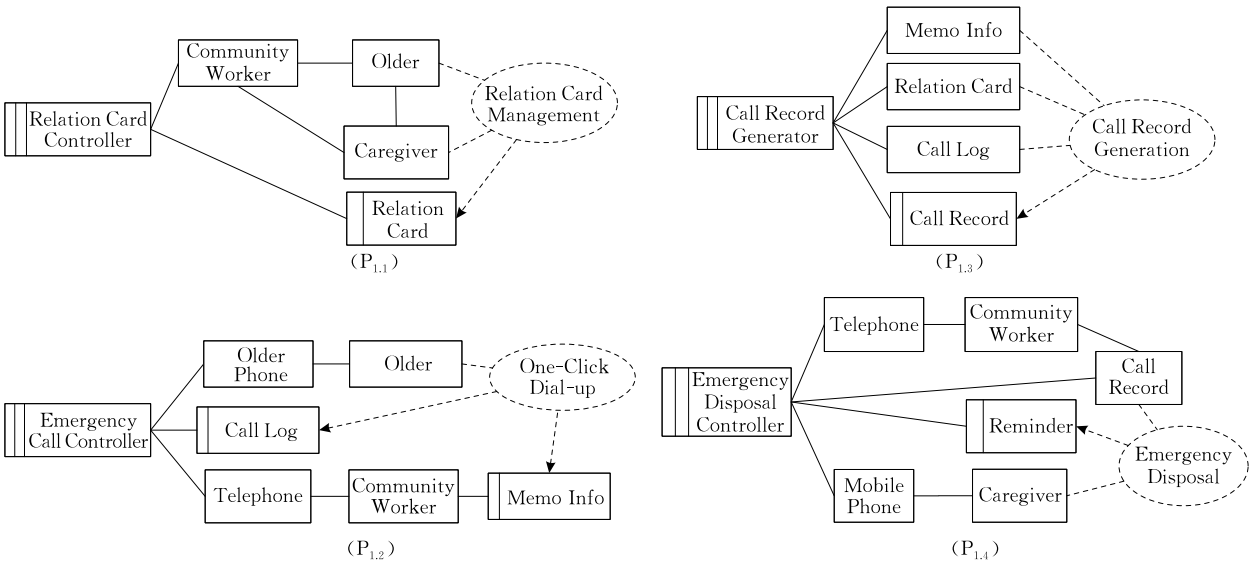 Relation Card
Controller
Community
Worker
Older
Caregiver
Relation
Card
Relation Card
Management
(P1.1)
Call Record
Generator
Memo Info
Relation Card
Call Log
Call Record
Call Record
Generation
(P1.3)
Emergency
Call Controller
Older
Phone
Older
Call Log
Telephone
Community
Worker
Memo Info
One-Click
Dial-up
(P1.2)
Emergency
Disposal
Controller
Telephone
Community
Worker
Call
Record
Reminder
Mobile
Phone
Caregiver
Emergency
Disposal
(P1.4)